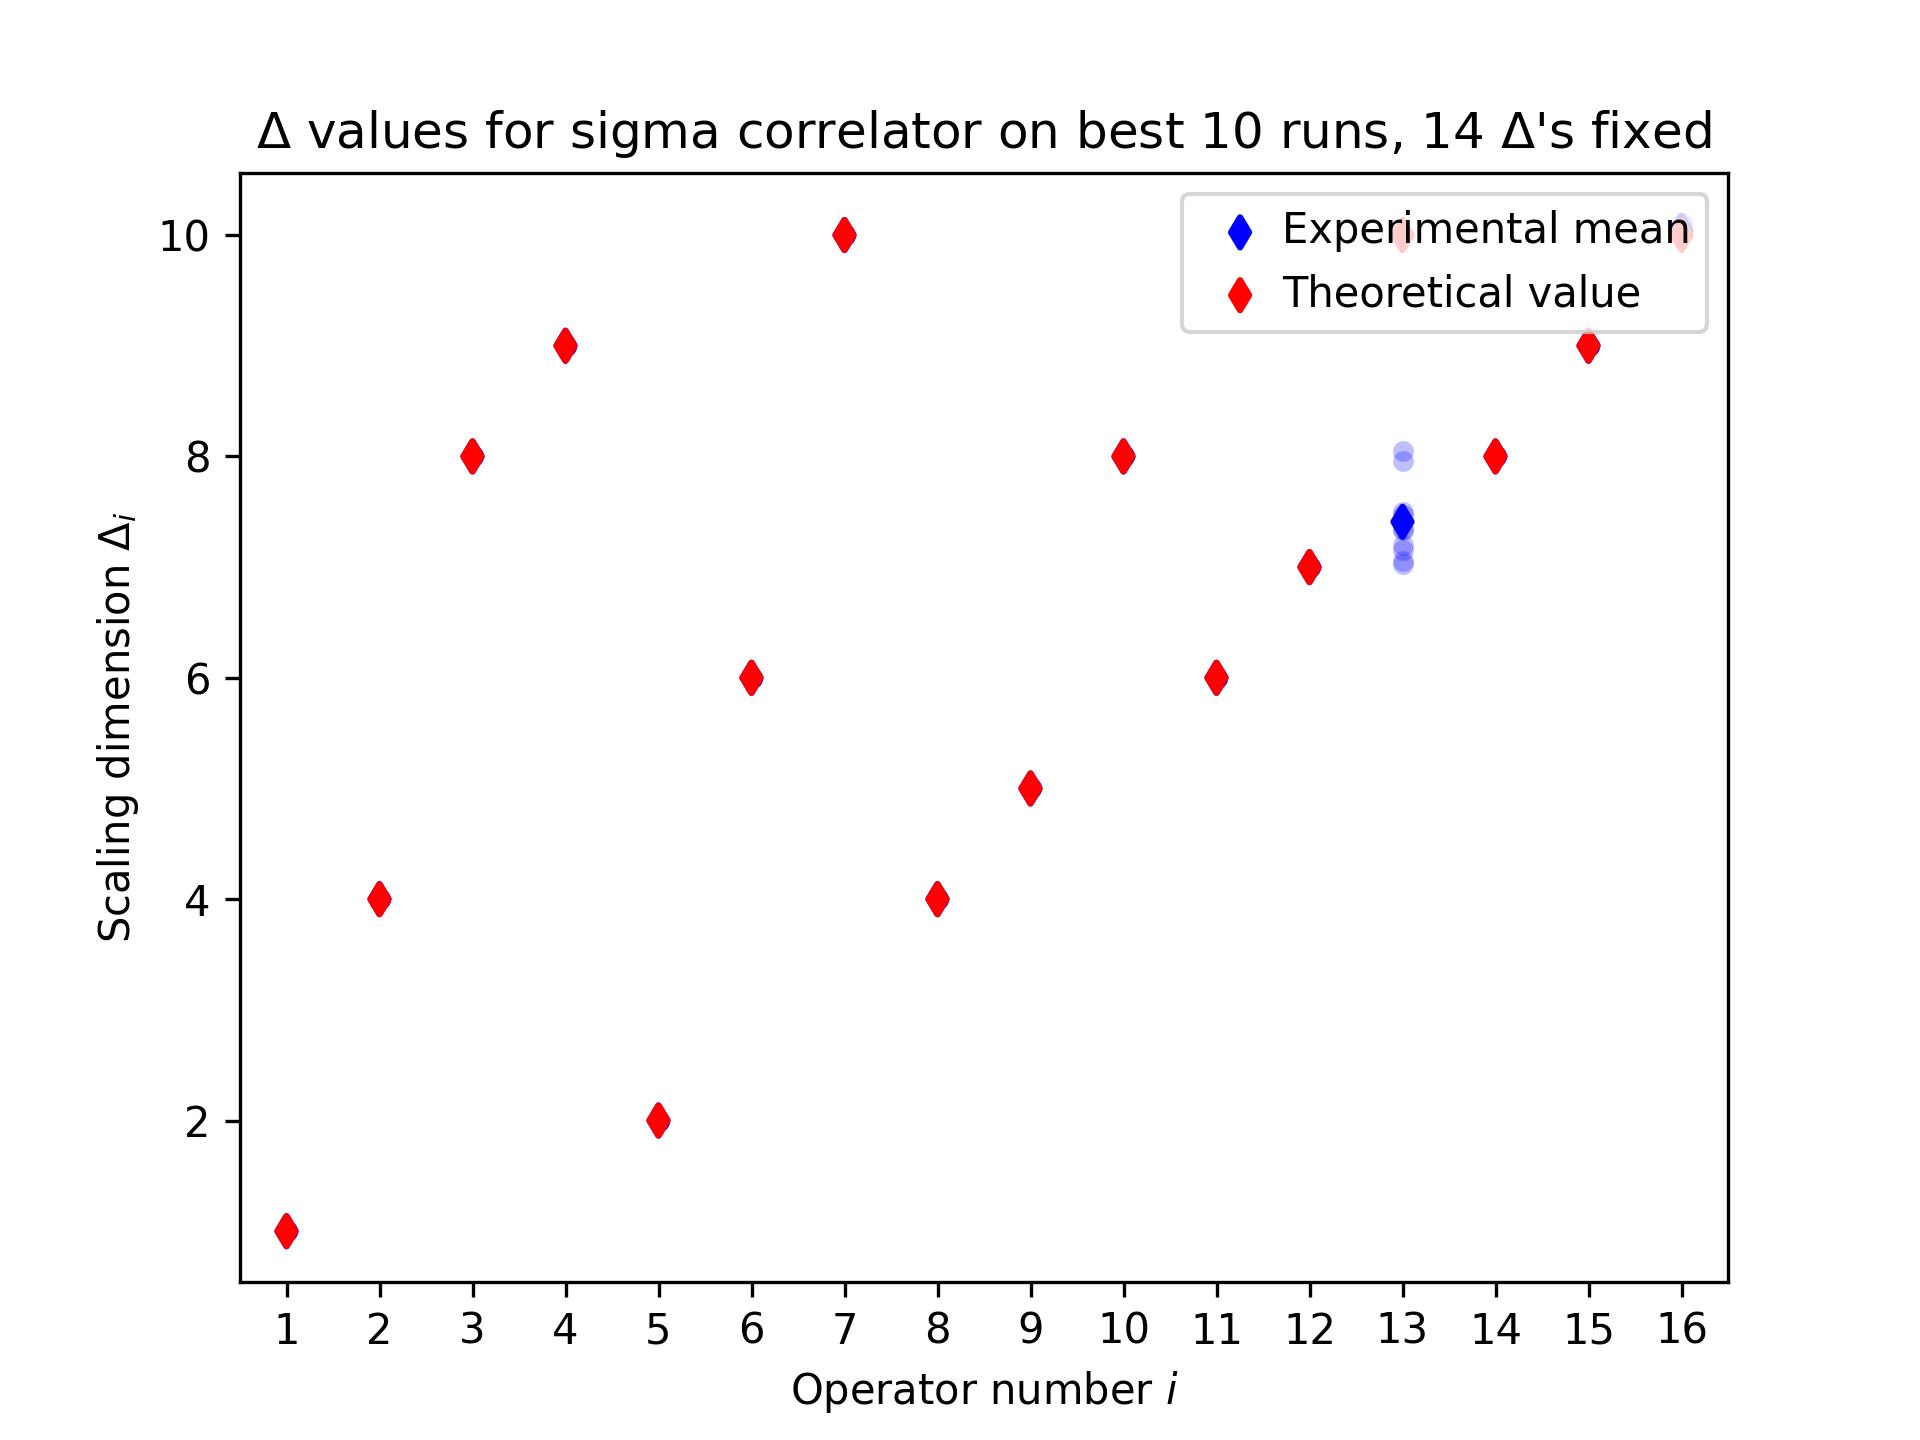 Δ values for sigma correlator on best 10 runs, 14 Δ's fixed
Experimental mean
Theoretical value
10
8
6
4
2
Scaling dimension Δi
1 2 3 4 5 6 7 8 9 10 11 12 13 14 15 16
Operator number i